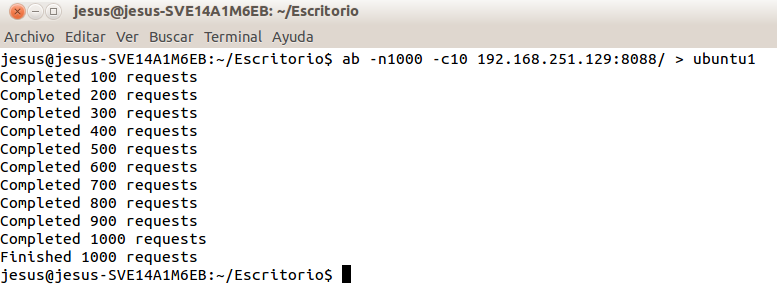 jesus@jesus-SVE14A1M6EB: ~/Escritorio
Archivo Editar Ver Buscar Terminal Ayuda
jesus@jesus-SVE14A1M6EB:~/Escritorio$ ab -n1000 -c10 192.168.251.129:8088/ > ubuntu1
Completed 100 requests
Completed 200 requests
Completed 300 requests
Completed 400 requests
Completed 500 requests
Completed 600 requests
Completed 700 requests
Completed 800 requests
Completed 900 requests
Completed 1000 requests
Finished 1000 requests
jesus@jesus-SVE14A1M6EB:~/Escritorio$